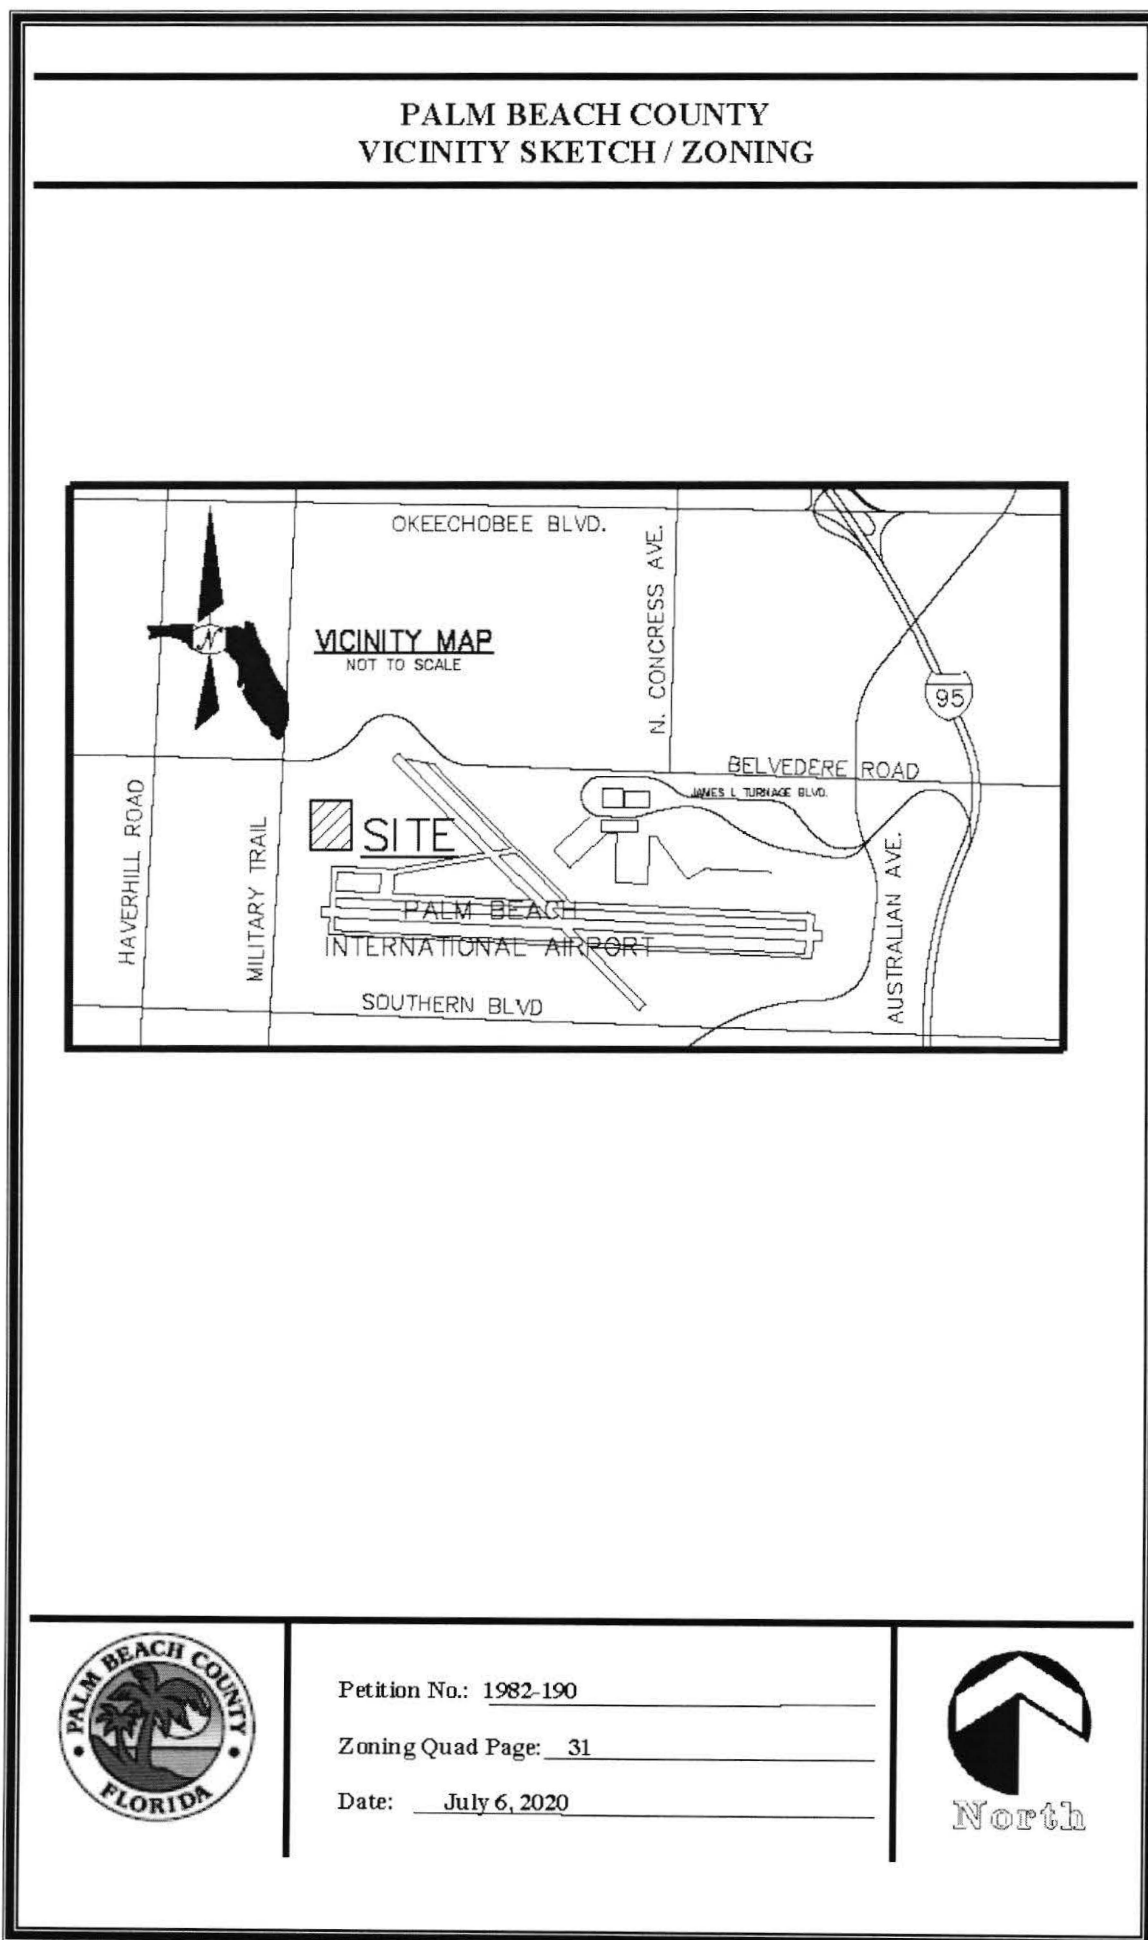 PALM BEACH COUNTY
VICINITY SKETCH / ZONING
OKEECHOBEE BLVD.
N. CONCRESS AVE.
N
VICINITY MAP
NOT TO SCALE
95
BELVEDERE ROAD
JAMES L TURNAGE BLVD.
HAVERHILL ROAD
MILITARY TRAIL
SITE
AUSTRALIAN AVE.
PALM BEACH
INTERNATIONAL AIRPORT
SOUTHERN BLVD
PALM BEACH COUNTY
FLORIDA
Petition No.: 1982-190
Zoning Quad Page: 31
Date: July 6, 2020
North